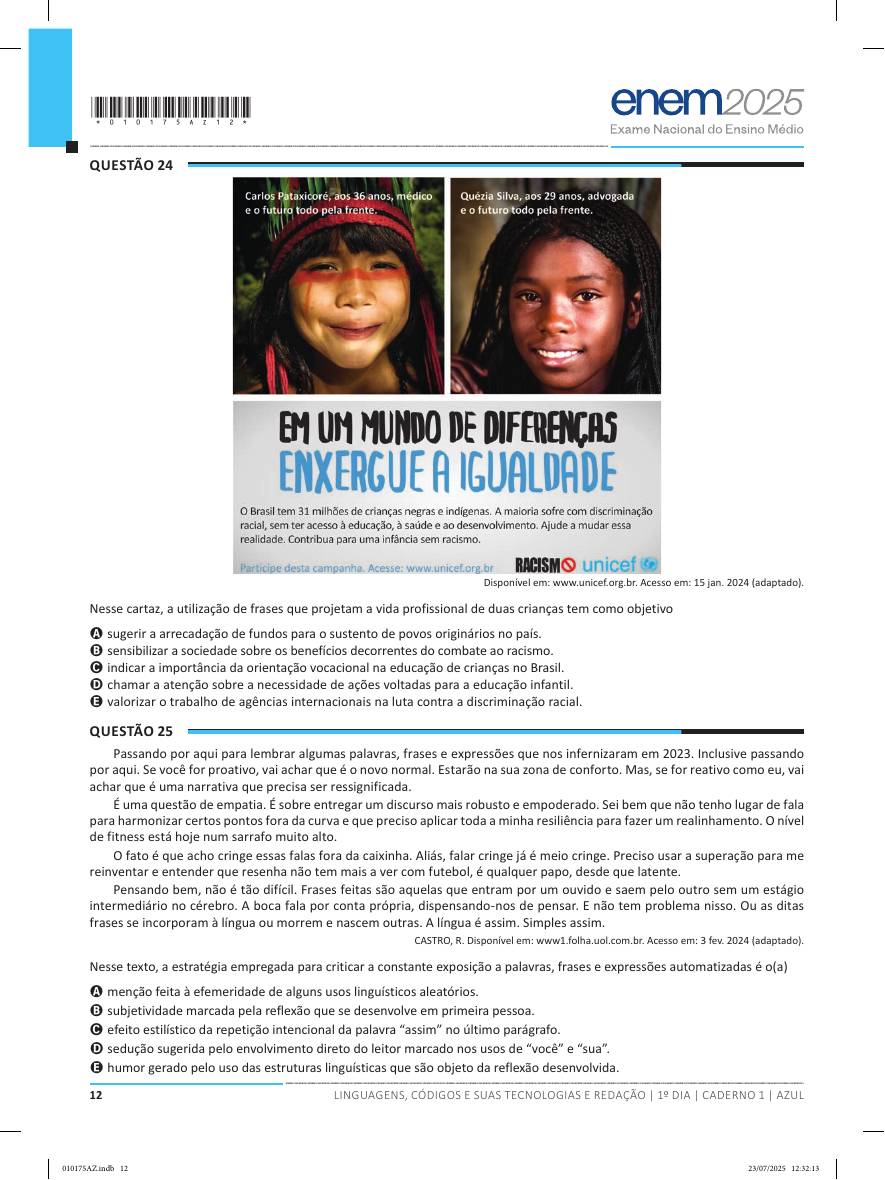 *010175AZ12*
enem2025
Exame Nacional do Ensino Médio
QUESTÃO 24
Carlos Pataxicoré, aos 36 anos, médico
e o futuro todo pela frente.
Quézia Silva, aos 29 anos, advogada
e o futuro todo pela frente.
EM UM MUNDO DE DIFERENÇAS
ENXERGUE A IGUALDADE
O Brasil tem 31 milhões de crianças negras e indígenas. A maioria sofre com discriminação
racial, sem ter acesso à educação, à saúde e ao desenvolvimento. Ajude a mudar essa
realidade. Contribua para uma infância sem racismo.
Participe desta campanha. Acesse: www.unicef.org.br
RACISMO unicef
Disponível em: www.unicef.org.br. Acesso em: 15 jan. 2024 (adaptado).
Nesse cartaz, a utilização de frases que projetam a vida profissional de duas crianças tem como objetivo
A sugerir a arrecadação de fundos para o sustento de povos originários no país.
B sensibilizar a sociedade sobre os benefícios decorrentes do combate ao racismo.
C indicar a importância da orientação vocacional na educação de crianças no Brasil.
D chamar a atenção sobre a necessidade de ações voltadas para a educação infantil.
E valorizar o trabalho de agências internacionais na luta contra a discriminação racial.
QUESTÃO 25
Passando por aqui para lembrar algumas palavras, frases e expressões que nos infernizaram em 2023. Inclusive passando
por aqui. Se você for proativo, vai achar que é o novo normal. Estarão na sua zona de conforto. Mas, se for reativo como eu, vai
achar que é uma narrativa que precisa ser ressignificada.
É uma questão de empatia. É sobre entregar um discurso mais robusto e empoderado. Sei bem que não tenho lugar de fala
para harmonizar certos pontos fora da curva e que preciso aplicar toda a minha resiliência para fazer um realinhamento. O nível
de fitness está hoje num sarrafo muito alto.
O fato é que acho cringe essas falas fora da caixinha. Aliás, falar cringe já é meio cringe. Preciso usar a superação para me
reinventar e entender que resenha não tem mais a ver com futebol, é qualquer papo, desde que latente.
Pensando bem, não é tão difícil. Frases feitas são aquelas que entram por um ouvido e saem pelo outro sem um estágio
intermediário no cérebro. A boca fala por conta própria, dispensando-nos de pensar. E não tem problema nisso. Ou as ditas
frases se incorporam à língua ou morrem e nascem outras. A língua é assim. Simples assim.
CASTRO, R. Disponível em: www1.folha.uol.com.br. Acesso em: 3 fev. 2024 (adaptado).
Nesse texto, a estratégia empregada para criticar a constante exposição a palavras, frases e expressões automatizadas é o(a)
A menção feita à efemeridade de alguns usos linguísticos aleatórios.
B subjetividade marcada pela reflexão que se desenvolve em primeira pessoa.
C efeito estilístico da repetição intencional da palavra “assim” no último parágrafo.
D sedução sugerida pelo envolvimento direto do leitor marcado nos usos de “você” e “sua”.
E humor gerado pelo uso das estruturas linguísticas que são objeto da reflexão desenvolvida.
12
LINGUAGENS, CÓDIGOS E SUAS TECNOLOGIAS E REDAÇÃO | 1º DIA | CADERNO 1 | AZUL
010175AZ.indb 12
23/07/2025 12:32:13